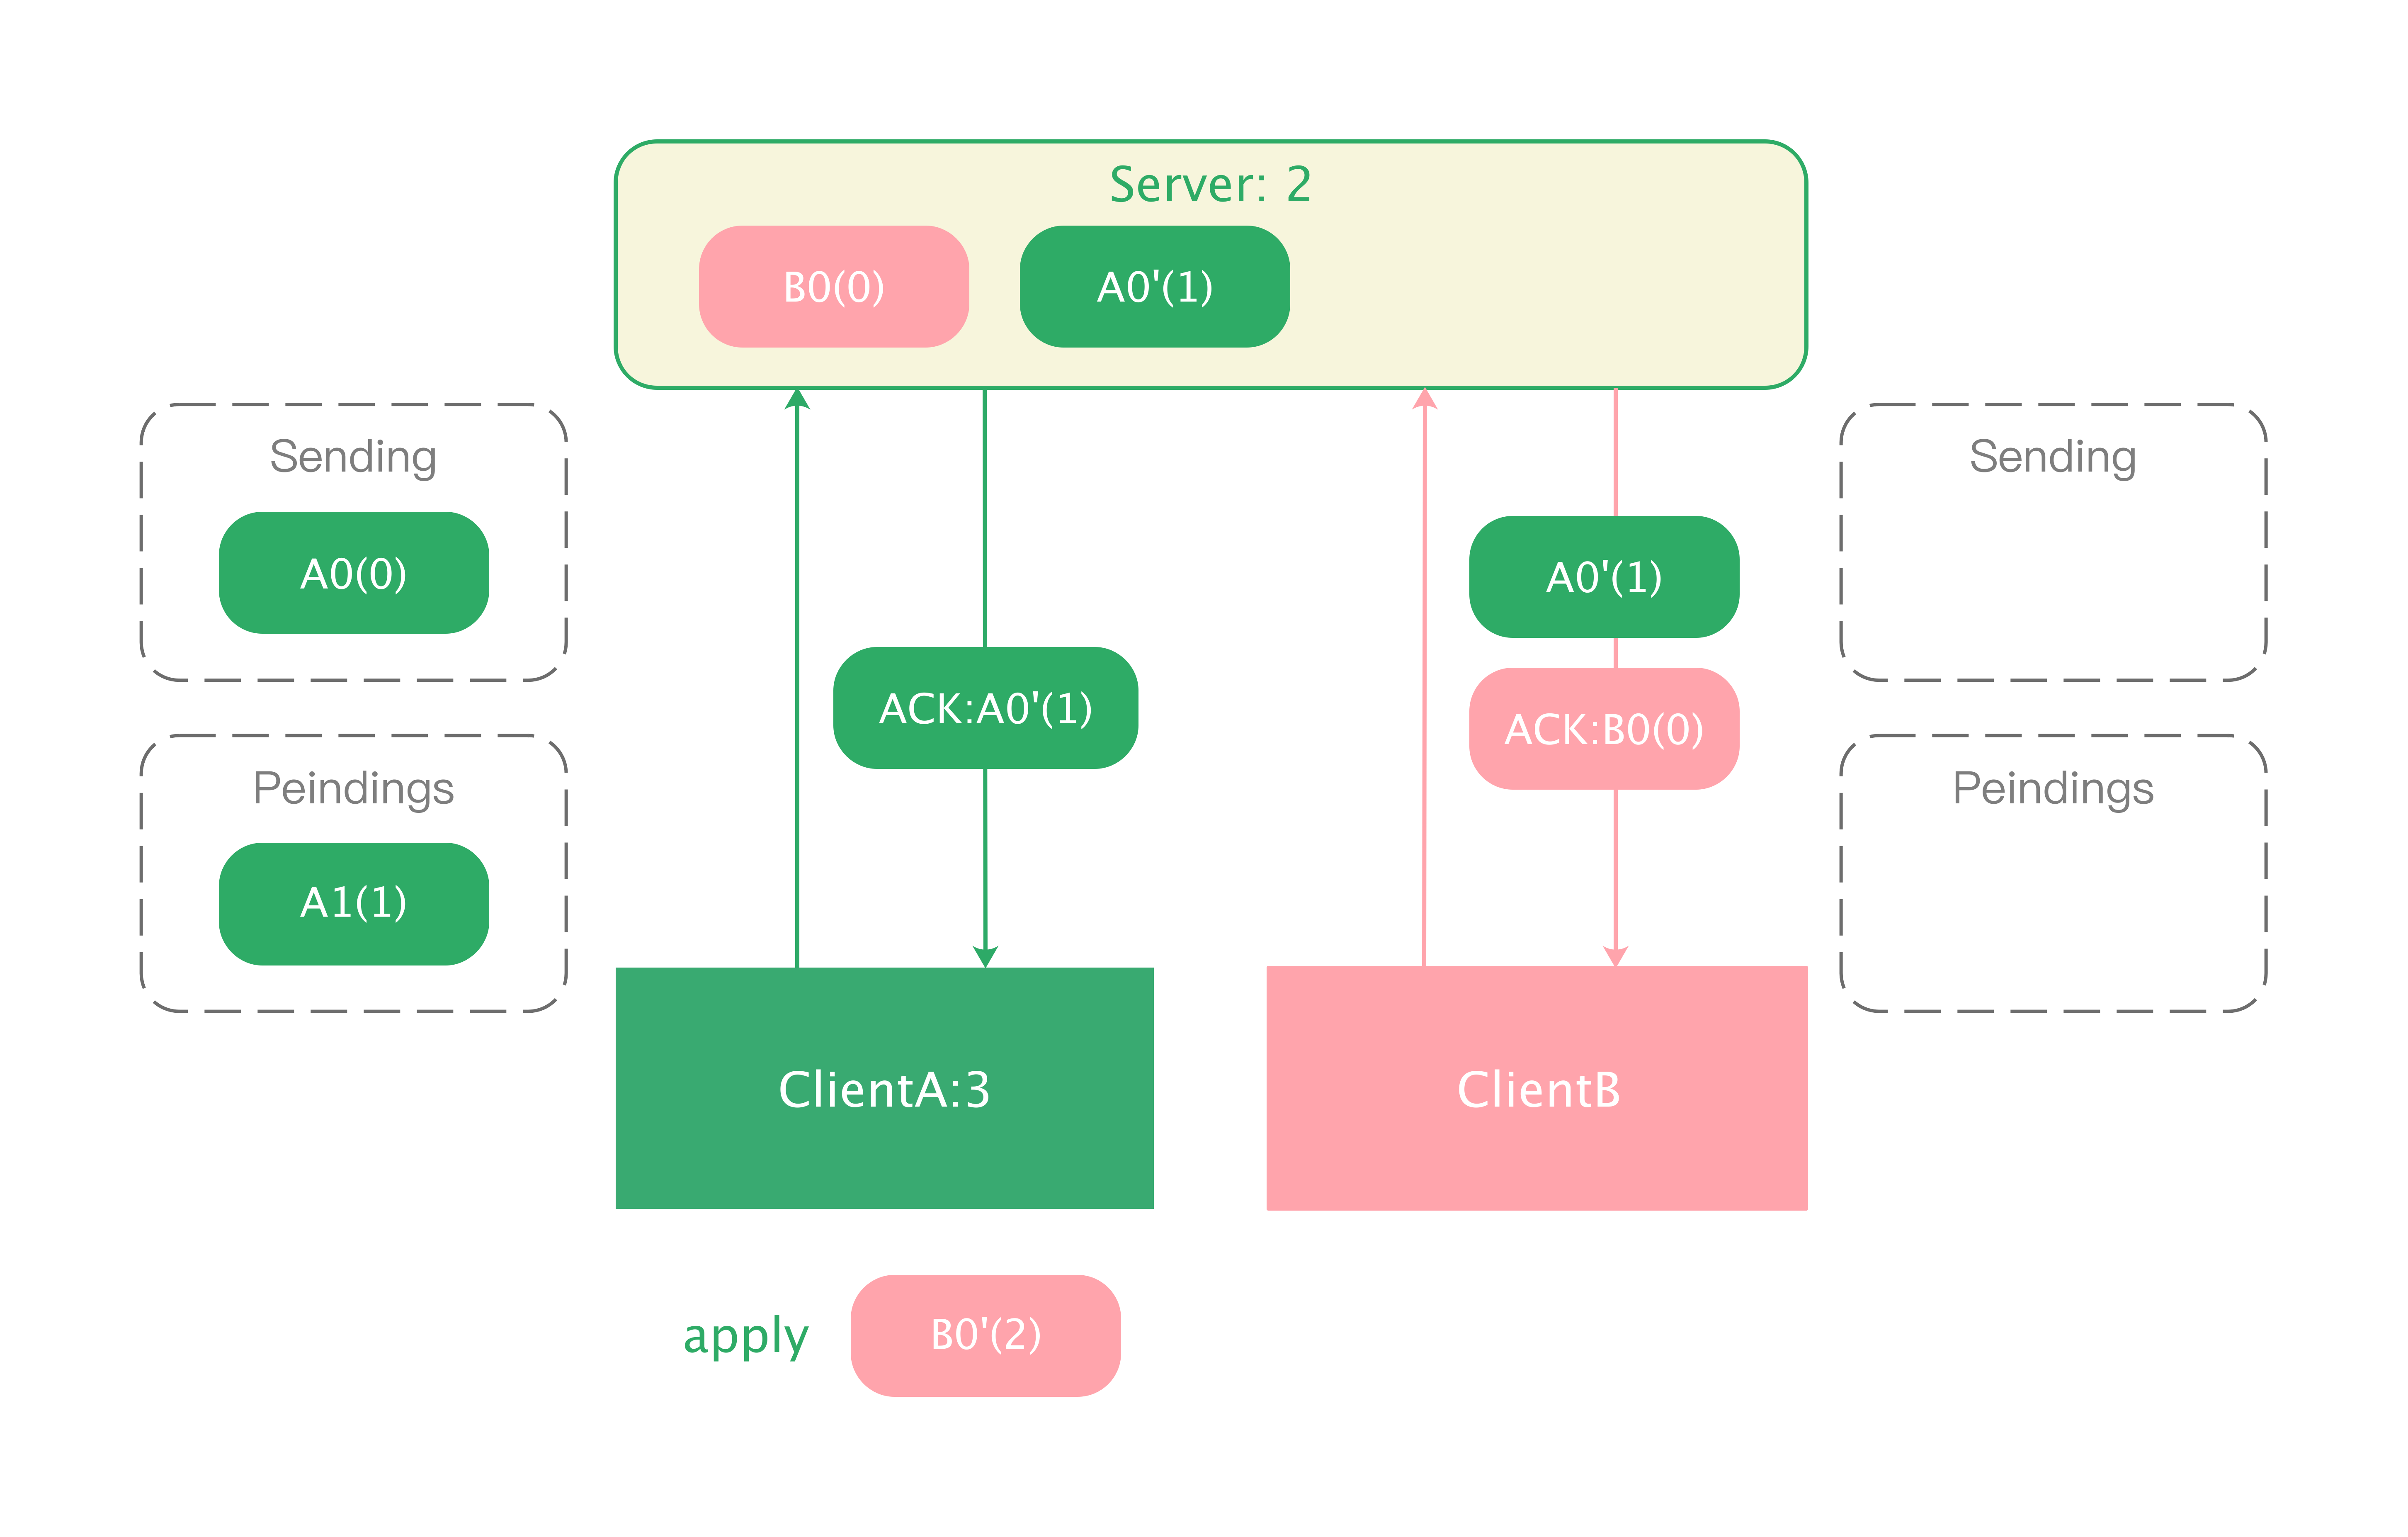 Server: 2
B0(0)
A0'(1)
Sending
A0(0)
Peindings
A1(1)
ACK:A0'(1)
A0'(1)
ACK:B0(0)
Sending
Peindings
ClientA:3
ClientB
apply
B0'(2)